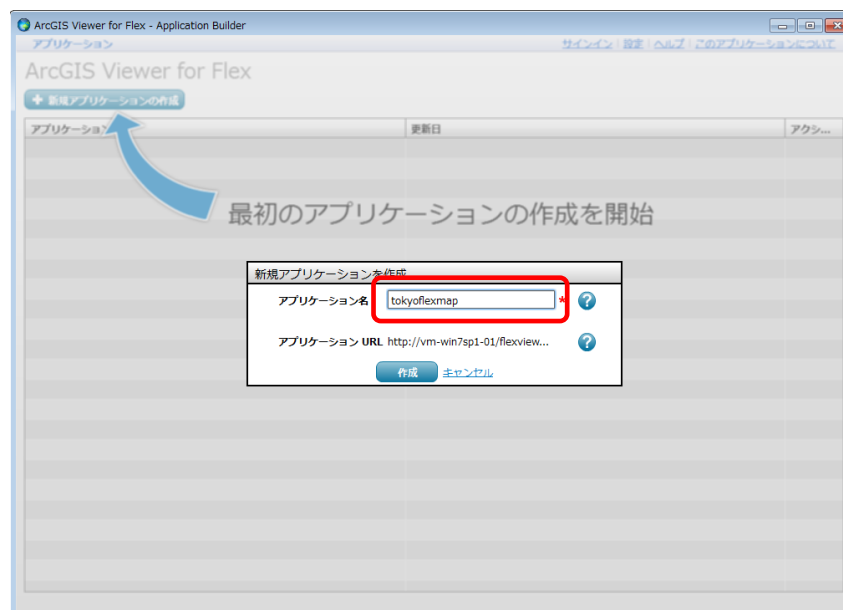 ArcGIS Viewer for Flex - Application Builder
アプリケーション サインイン | 設定 | ヘルプ | このアプリケーションについて
ArcGIS Viewer for Flex
+ 新規アプリケーションの作成
アプリケーション 更新日 アクシ...
最初のアプリケーションの作成を開始
新規アプリケーションを作成
アプリケーション名 tokyoflexmap * ?
アプリケーション URL http://vm-win7sp1-01/flexview... ?
作成 キャンセル